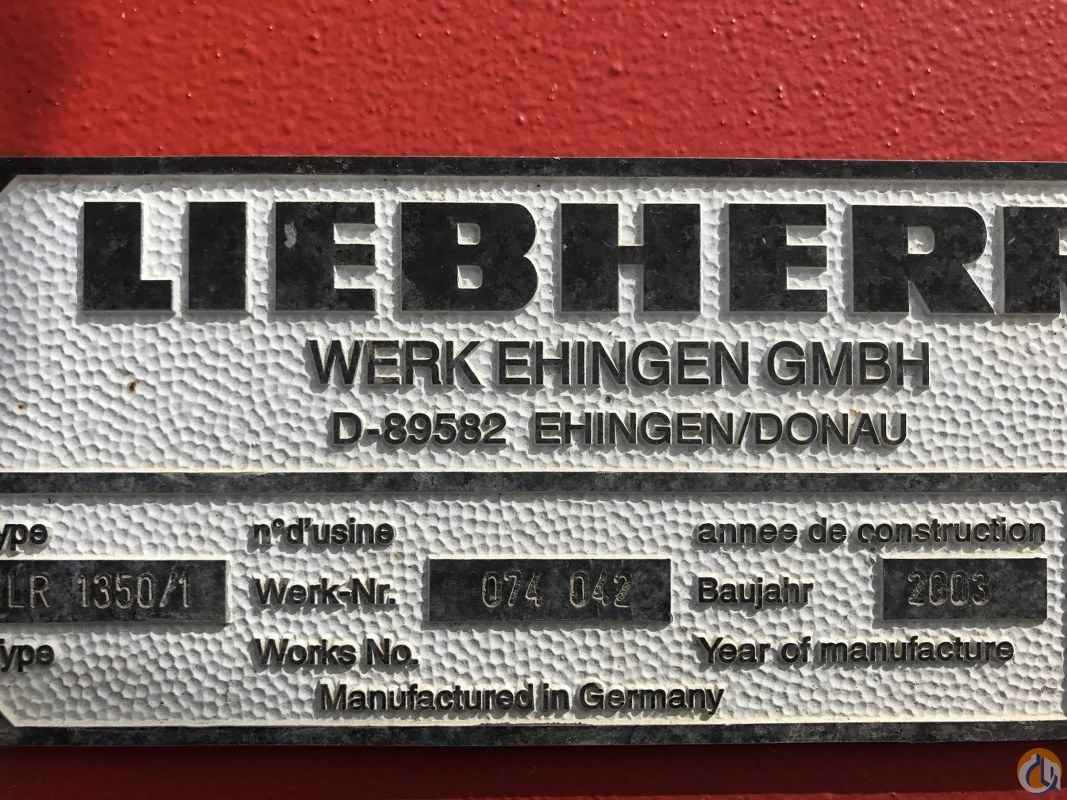 LIEBHERR
WERK EHINGEN GMBH
D-89582 EHINGEN/DONAU
ype n°d'usine annee de construction
LR 1350/1 Werk-Nr. 074 042 Baujahr 2003
Type Works No. Year of manufacture
Manufactured in Germany